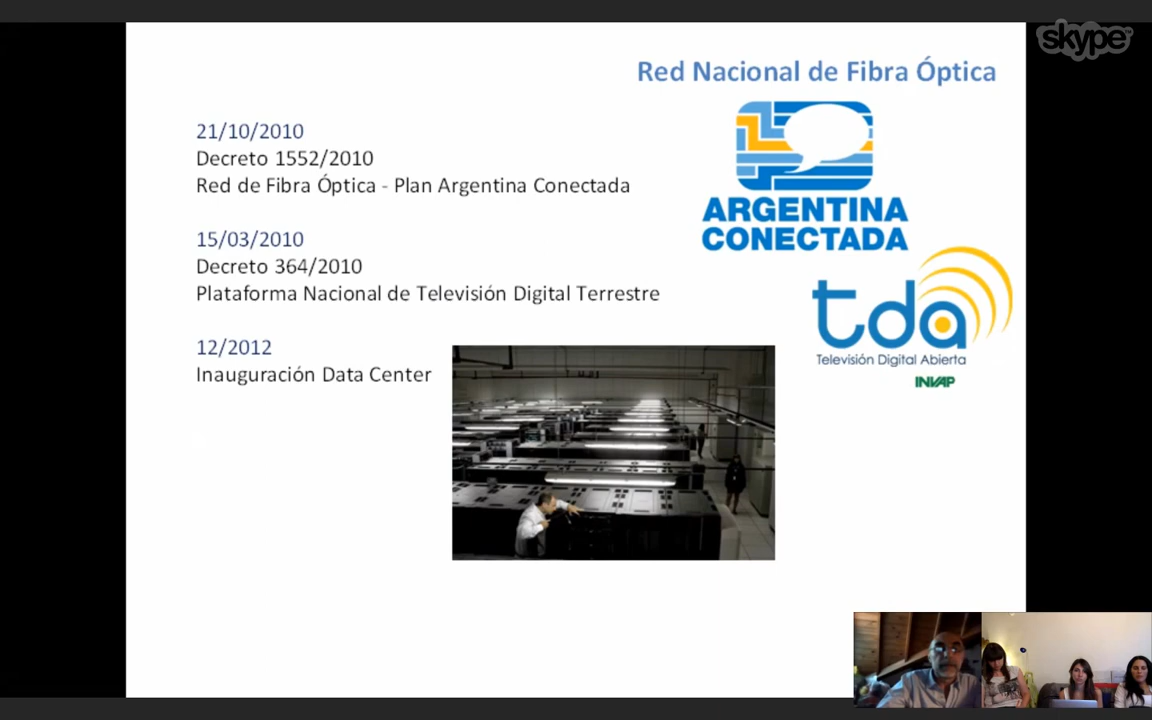 skype™
Red Nacional de Fibra Óptica
21/10/2010
Decreto 1552/2010
Red de Fibra Óptica - Plan Argentina Conectada
ARGENTINA
CONECTADA
15/03/2010
Decreto 364/2010
Plataforma Nacional de Televisión Digital Terrestre
tda
Televisión Digital Abierta
INVAP
12/2012
Inauguración Data Center